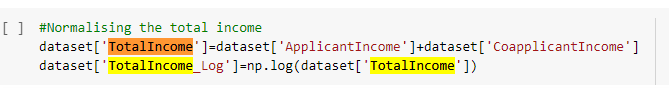 [ ] #Normalising the total income
dataset['TotalIncome']=dataset['ApplicantIncome']+dataset['CoapplicantIncome']
dataset['TotalIncome_Log']=np.log(dataset['TotalIncome'])